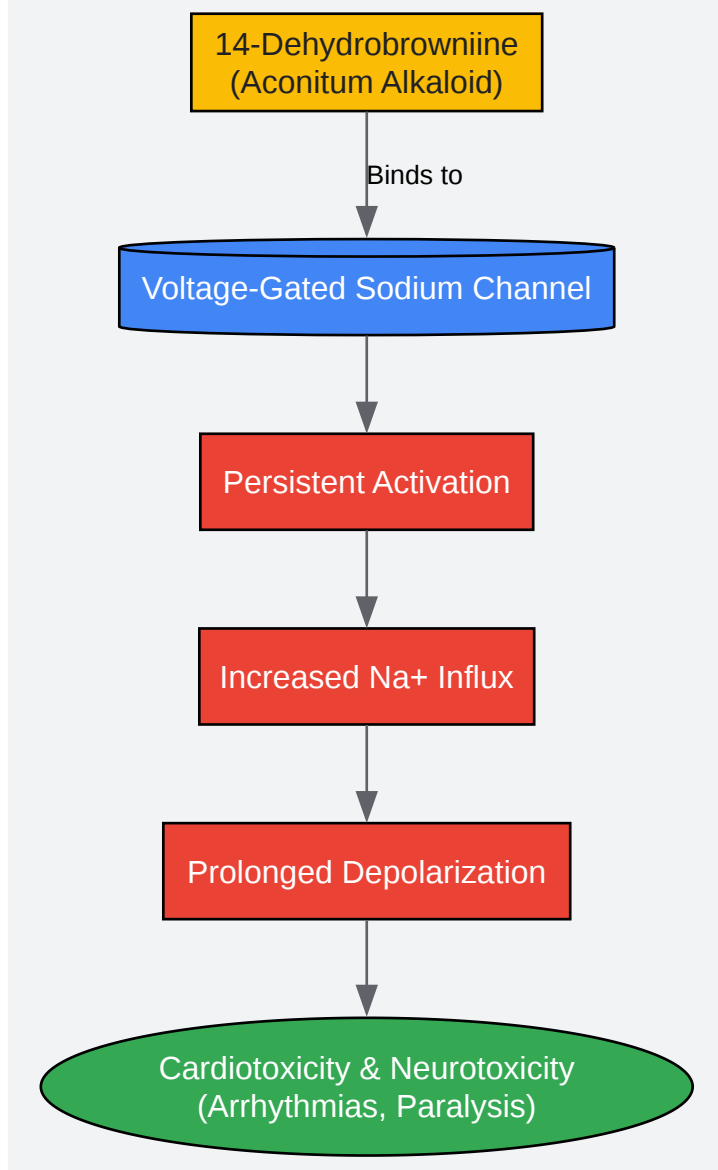 14-Dehydrobrowniine
(Aconitum Alkaloid)
Binds to
Voltage-Gated Sodium Channel
Persistent Activation
Increased Na+ Influx
Prolonged Depolarization
Cardiotoxicity & Neurotoxicity
(Arrhythmias, Paralysis)